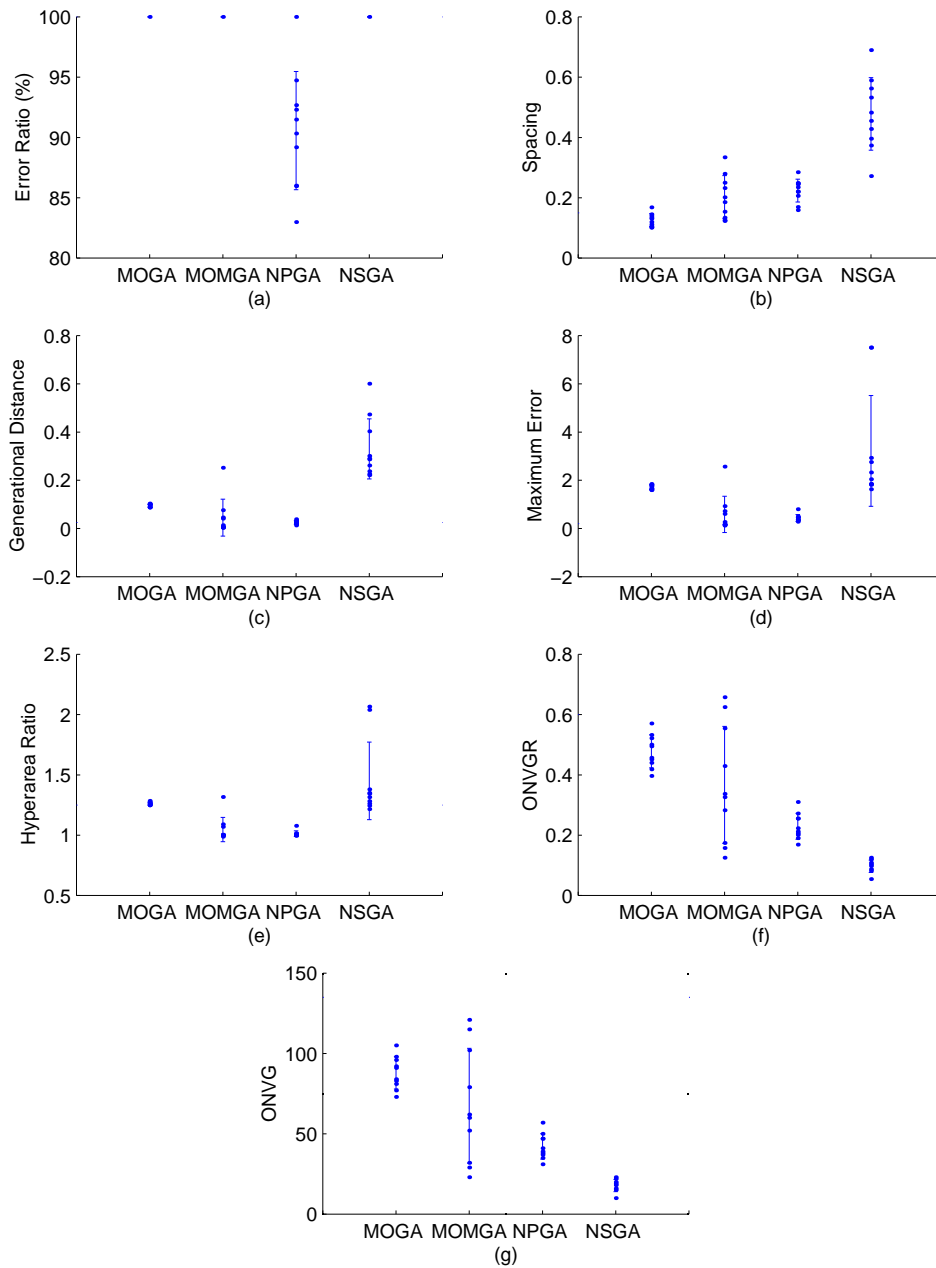 100
95
90
85
80
Error Ratio (%)
MOGA MOMGA NPGA NSGA
(a)
0.8
0.6
0.4
0.2
0
Spacing
MOGA MOMGA NPGA NSGA
(b)
0.8
0.6
0.4
0.2
0
−0.2
Generational Distance
MOGA MOMGA NPGA NSGA
(c)
8
6
4
2
0
−2
Maximum Error
MOGA MOMGA NPGA NSGA
(d)
2.5
2
1.5
1
0.5
Hyperarea Ratio
MOGA MOMGA NPGA NSGA
(e)
0.8
0.6
0.4
0.2
0
ONVGR
MOGA MOMGA NPGA NSGA
(f)
150
100
50
0
ONVG
MOGA MOMGA NPGA NSGA
(g)